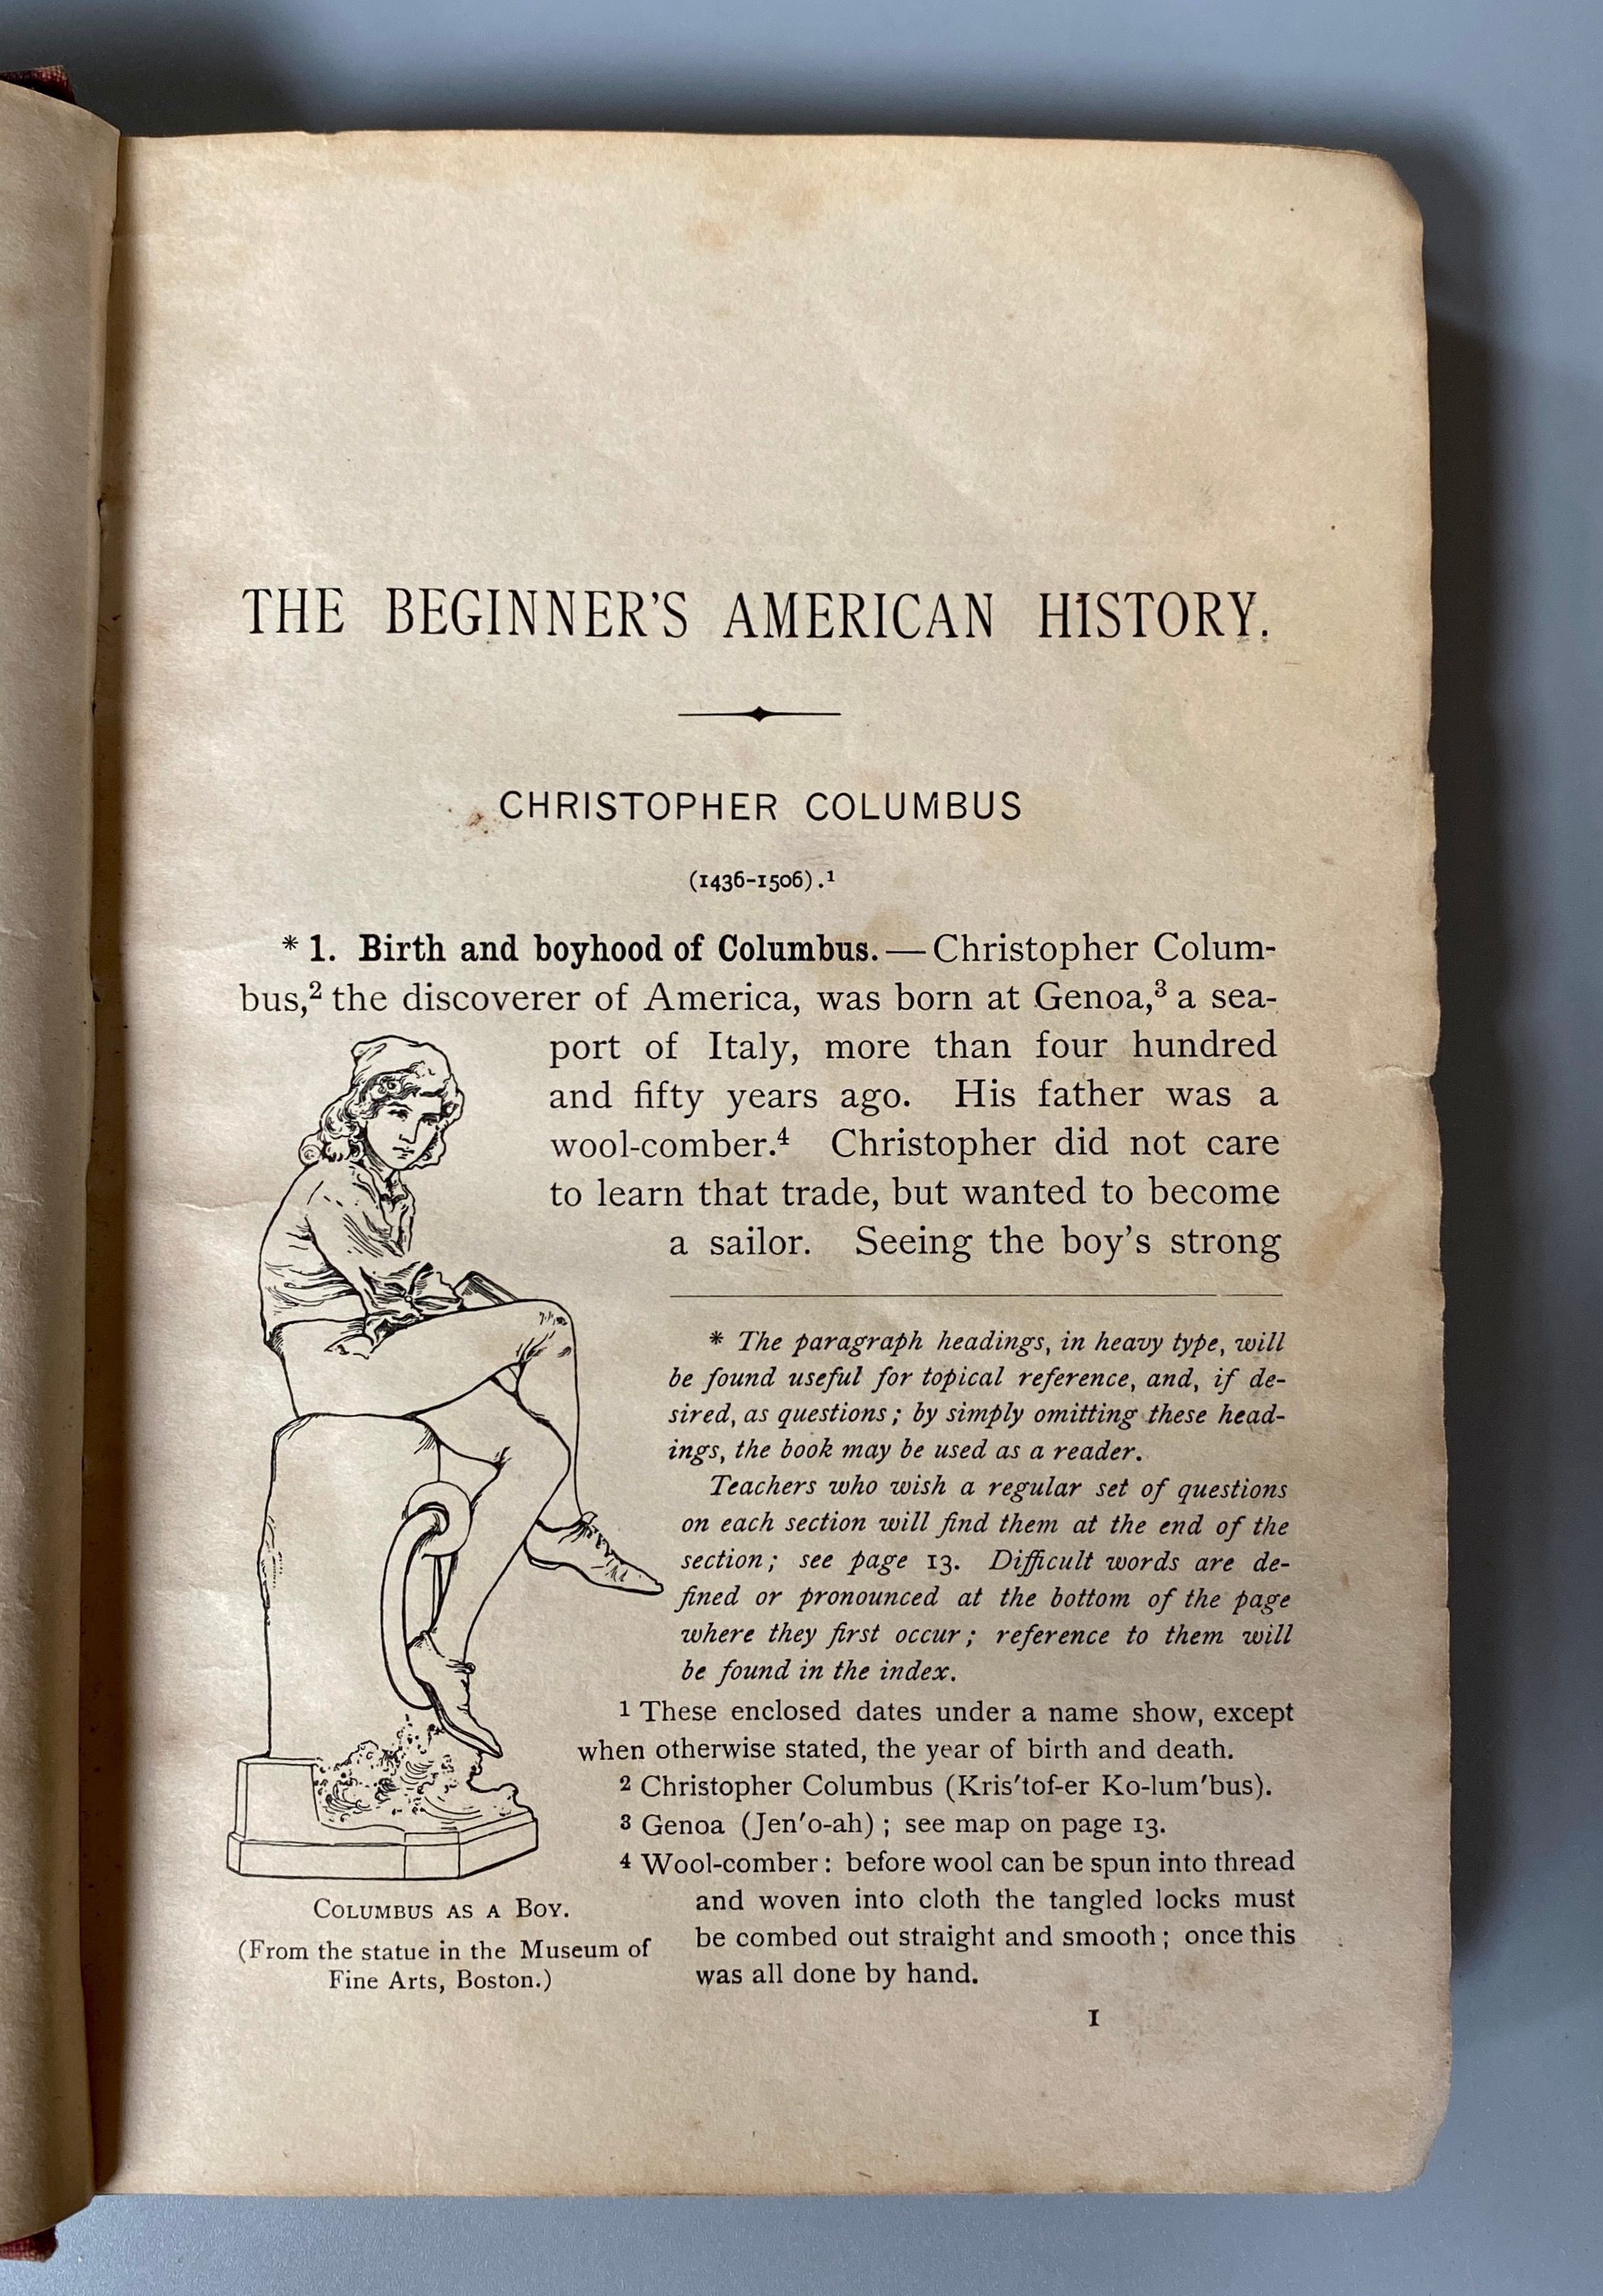 THE BEGINNER'S AMERICAN HISTORY.
CHRISTOPHER COLUMBUS
(1436-1506).¹
* 1. Birth and boyhood of Columbus. — Christopher Colum-
bus,² the discoverer of America, was born at Genoa,³ a sea-
port of Italy, more than four hundred
and fifty years ago. His father was a
wool-comber.⁴ Christopher did not care
to learn that trade, but wanted to become
a sailor. Seeing the boy's strong
* The paragraph headings, in heavy type, will
be found useful for topical reference, and, if de-
sired, as questions; by simply omitting these head-
ings, the book may be used as a reader.
Teachers who wish a regular set of questions
on each section will find them at the end of the
section; see page 13. Difficult words are de-
fined or pronounced at the bottom of the page
where they first occur; reference to them will
be found in the index.
¹ These enclosed dates under a name show, except
when otherwise stated, the year of birth and death.
² Christopher Columbus (Kris′tof-er Ko-lum′bus).
³ Genoa (Jen′o-ah); see map on page 13.
⁴ Wool-comber: before wool can be spun into thread
and woven into cloth the tangled locks must
be combed out straight and smooth; once this
was all done by hand.
COLUMBUS AS A BOY.
(From the statue in the Museum of
Fine Arts, Boston.)
1